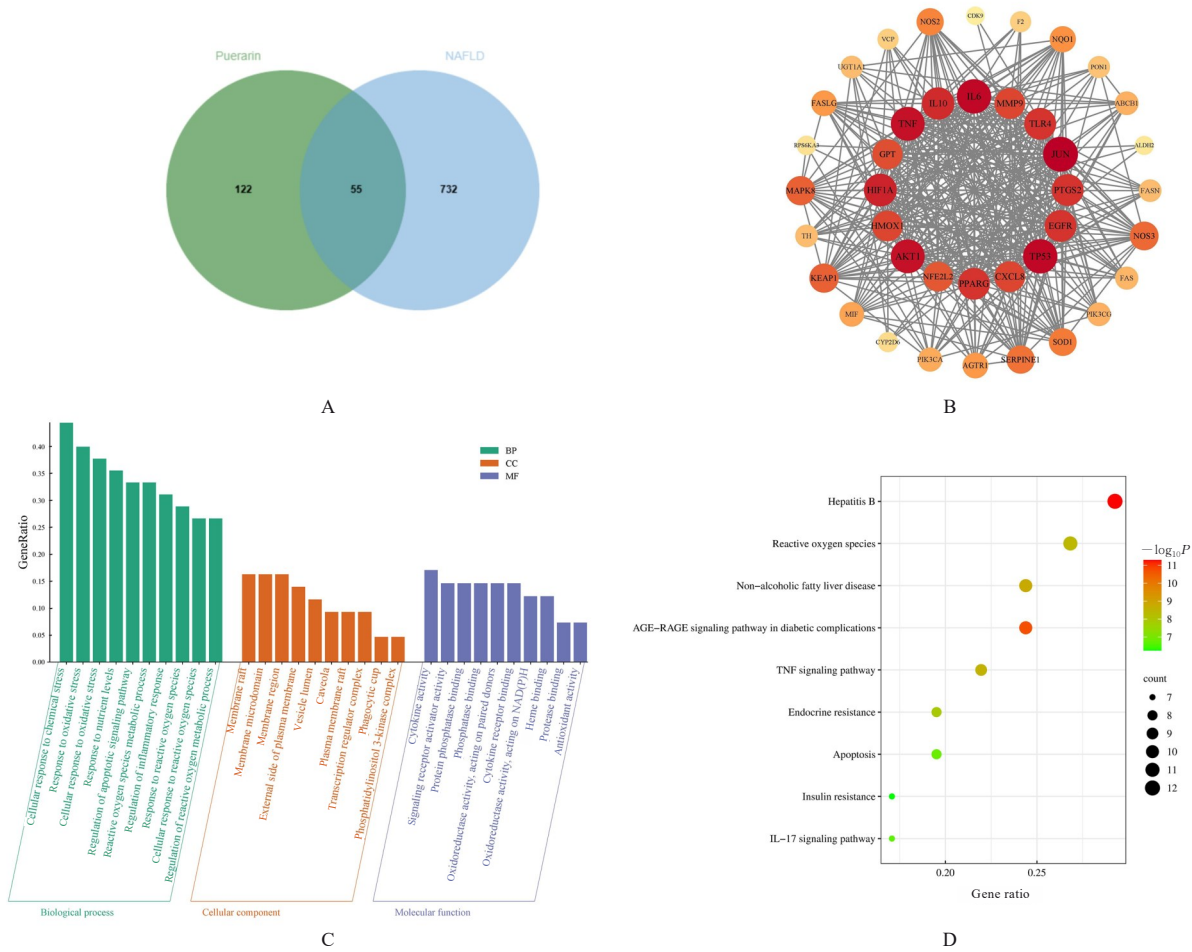 Puerarin
NAFLD
122
55
732
A
CDK9
F2
NOS2
VCP
NQO1
UGT1A1
PON1
IL6
IL10
MMP9
FASLG
ABCB1
TNF
TLR4
RPS6KA3
ALDH2
GPT
JUN
MAPK8
HIF1A
PTGS2
FASN
TH
HMOX1
EGFR
NOS3
KEAP1
AKT1
TP53
FAS
NFE2L2
PPARG
CXCL8
MIF
PIK3CG
CYP2D6
PIK3CA
AGTR1
SERPINE1
SOD1
B
GeneRatio
0.40
0.35
0.30
0.25
0.20
0.15
0.10
0.05
0.00
BP
CC
MF
Cellular response to chemical stress
Response to oxidative stress
Cellular response to oxidative stress
Response to nutrient levels
Regulation of apoptotic signaling pathway
Reactive oxygen species metabolic process
Regulation of inflammatory response
Response to reactive oxygen species
Cellular response to reactive oxygen species
Regulation of reactive oxygen metabolic process
Membrane raft
Membrane microdomain
Membrane region
External side of plasma membrane
Vesicle lumen
Caveola
Plasma membrane raft
Transcription regulator complex
Phagocytic cup
Phosphatidylinositol 3-kinase complex
Cytokine activity
Signaling receptor activator activity
Protein phosphatase binding
Phosphatase binding
Oxidoreductase activity, acting on paired donors
Cytokine receptor binding
Oxidoreductase activity, acting on NAD(P)H
Heme binding
Protease binding
Antioxidant activity
Biological process
Cellular component
Molecular function
C
Hepatitis B
Reactive oxygen species
Non−alcoholic fatty liver disease
AGE−RAGE signaling pathway in diabetic complications
TNF signaling pathway
Endocrine resistance
Apoptosis
Insulin resistance
IL−17 signaling pathway
0.20
0.25
Gene ratio
−log10P
11
10
9
8
7
count
7
8
9
10
11
12
D